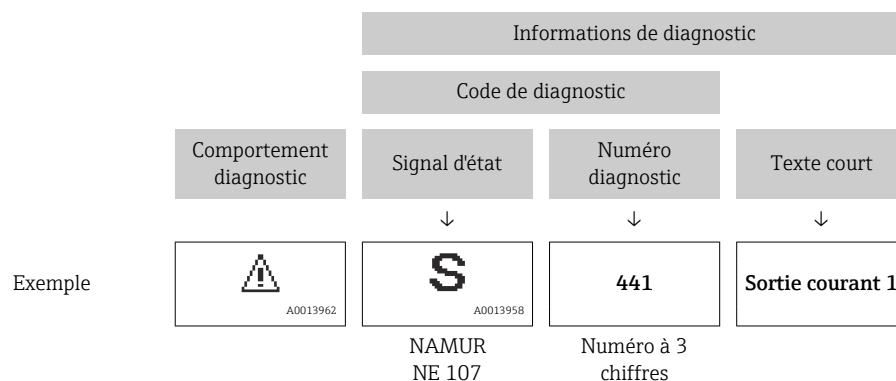 Informations de diagnostic
Code de diagnostic
Comportement
diagnostic
Signal d'état
Numéro
diagnostic
Texte court
↓ ↓ ↓
Exemple
A0013962
S
A0013958
441
Sortie courant 1
NAMUR
NE 107
Numéro à 3
chiffres